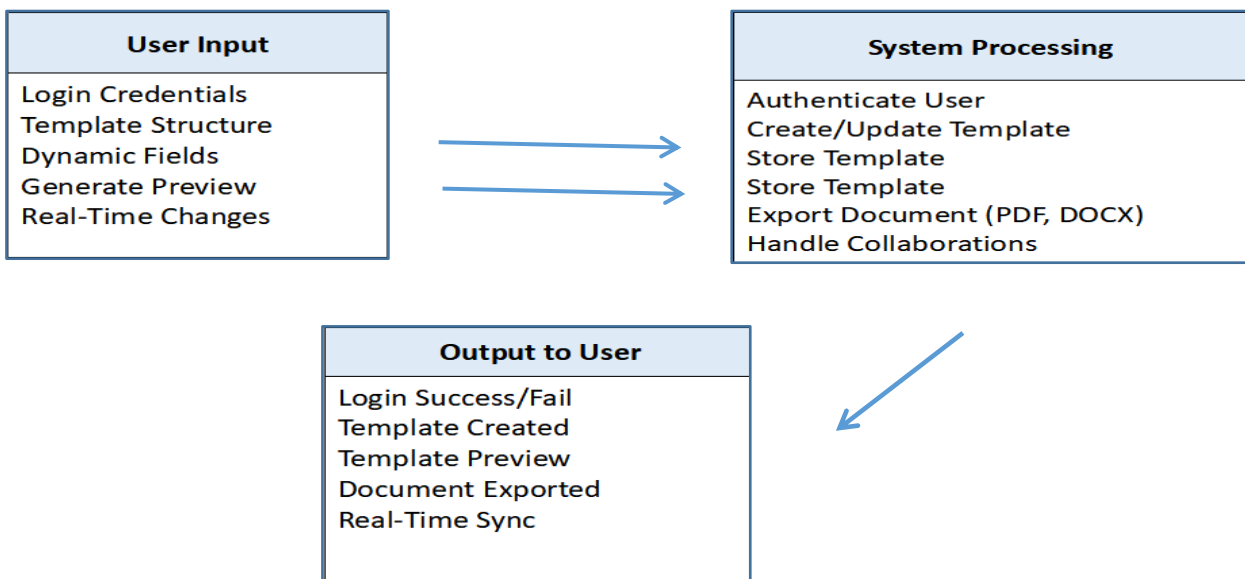 User Input
Login Credentials
Template Structure
Dynamic Fields
Generate Preview
Real-Time Changes
System Processing
Authenticate User
Create/Update Template
Store Template
Store Template
Export Document (PDF, DOCX)
Handle Collaborations
Output to User
Login Success/Fail
Template Created
Template Preview
Document Exported
Real-Time Sync